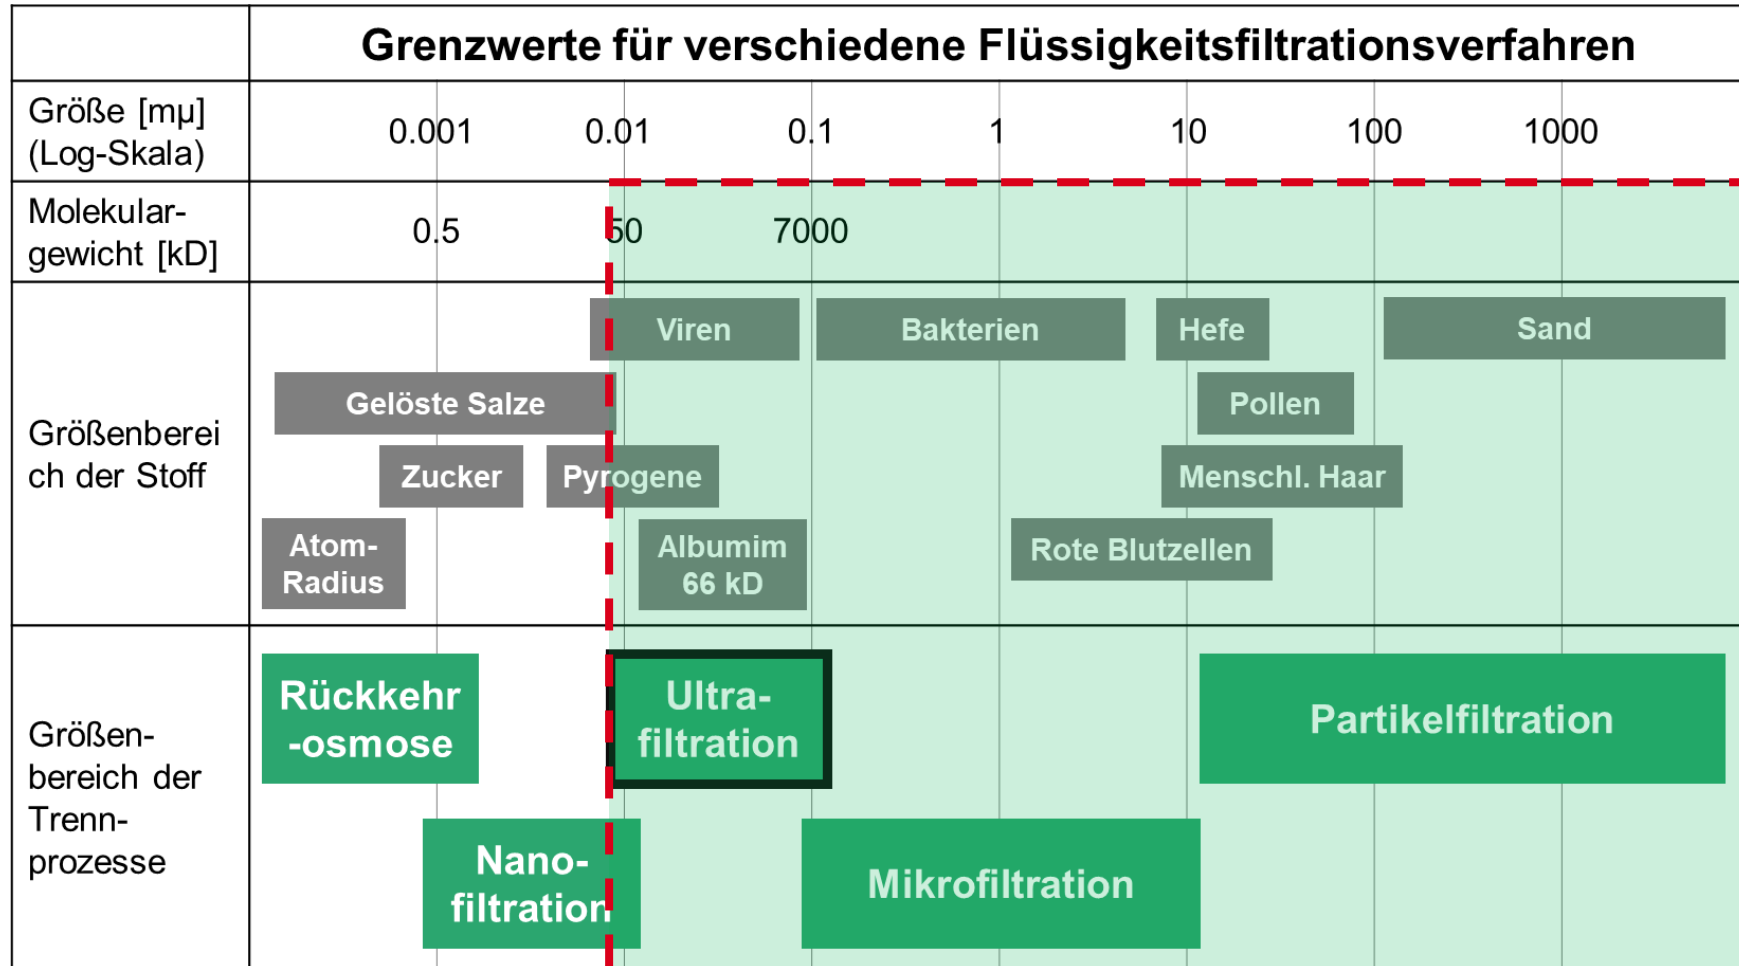 Grenzwerte für verschiedene Flüssigkeitsfiltrationsverfahren
Größe [mµ]
(Log-Skala)
0.001 0.01 0.1 1 10 100 1000
Molekular-
gewicht [kD]
0.5 50 7000
Größenberei
ch der Stoff
Viren Bakterien Hefe Sand
Gelöste Salze Pollen
Zucker Pyrogene Menschl. Haar
Atom-
Radius
Albumim
66 kD
Rote Blutzellen
Größen-
bereich der
Trenn-
prozesse
Rückkehr
-osmose
Ultra-
filtration
Partikelfiltration
Nano-
filtration
Mikrofiltration